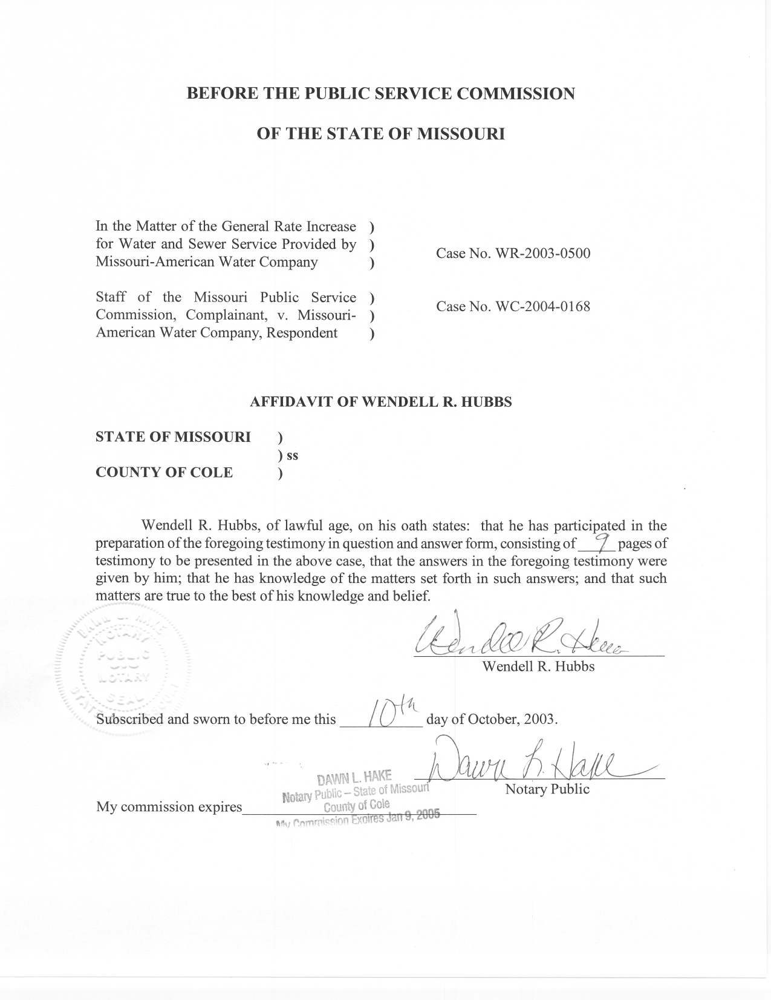 BEFORE THE PUBLIC SERVICE COMMISSION
OF THE STATE OF MISSOURI
In the Matter of the General Rate Increase )
for Water and Sewer Service Provided by )
Missouri-American Water Company )
Case No. WR-2003-0500
Staff of the Missouri Public Service )
Commission, Complainant, v. Missouri- )
American Water Company, Respondent )
Case No. WC-2004-0168
AFFIDAVIT OF WENDELL R. HUBBS
STATE OF MISSOURI )
) ss
COUNTY OF COLE )
Wendell R. Hubbs, of lawful age, on his oath states: that he has participated in the
preparation of the foregoing testimony in question and answer form, consisting of 9 pages of
testimony to be presented in the above case, that the answers in the foregoing testimony were
given by him; that he has knowledge of the matters set forth in such answers; and that such
matters are true to the best of his knowledge and belief.
DAWN L. HAKE
NOTARY
PUBLIC
NOTARY
SEAL
STATE OF MISSOURI
Wendell R. Hubbs
Wendell R. Hubbs
Subscribed and sworn to before me this 10th day of October, 2003.
Dawn L. Hake
Notary Public
DAWN L. HAKE
Notary Public – State of Missouri
County of Cole
My Commission Expires Jan 9, 2005
My commission expires